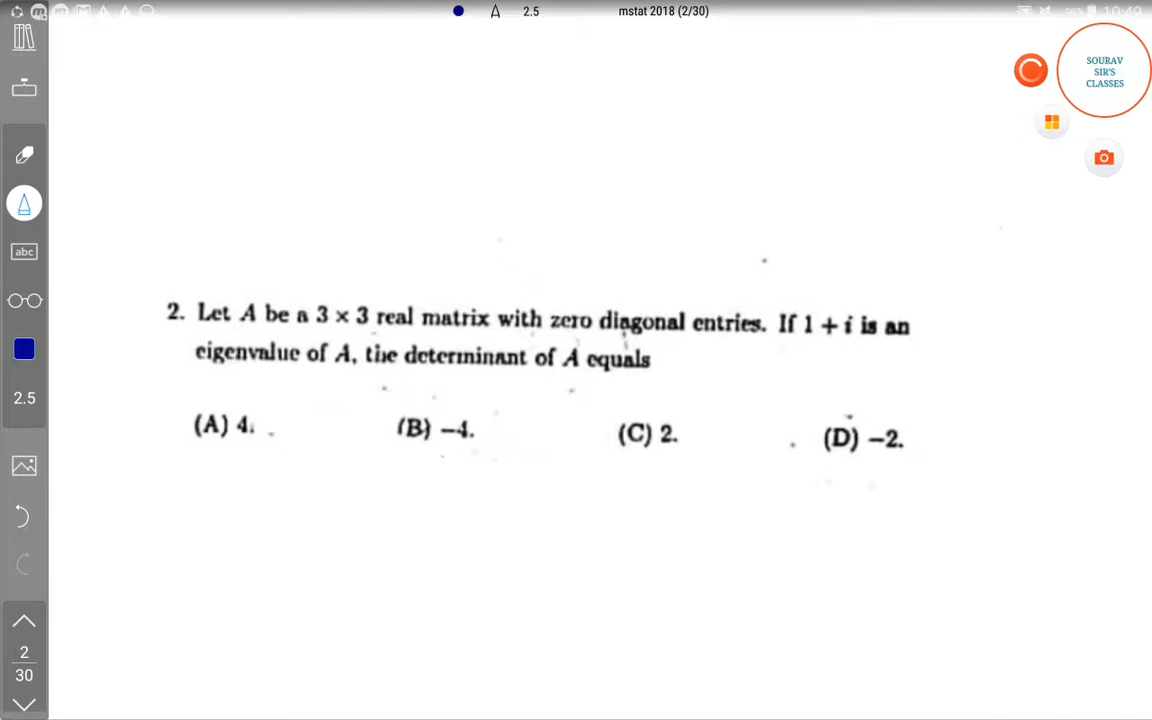 2.5
mstat 2018 (2/30)
10:49
SOURAV
SIR'S
CLASSES
abc
2.5
2
30
2. Let A be a 3 × 3 real matrix with zero diagonal entries. If 1 + i is an
eigenvalue of A, the determinant of A equals
(A) 4. (B) −4. (C) 2. (D) −2.